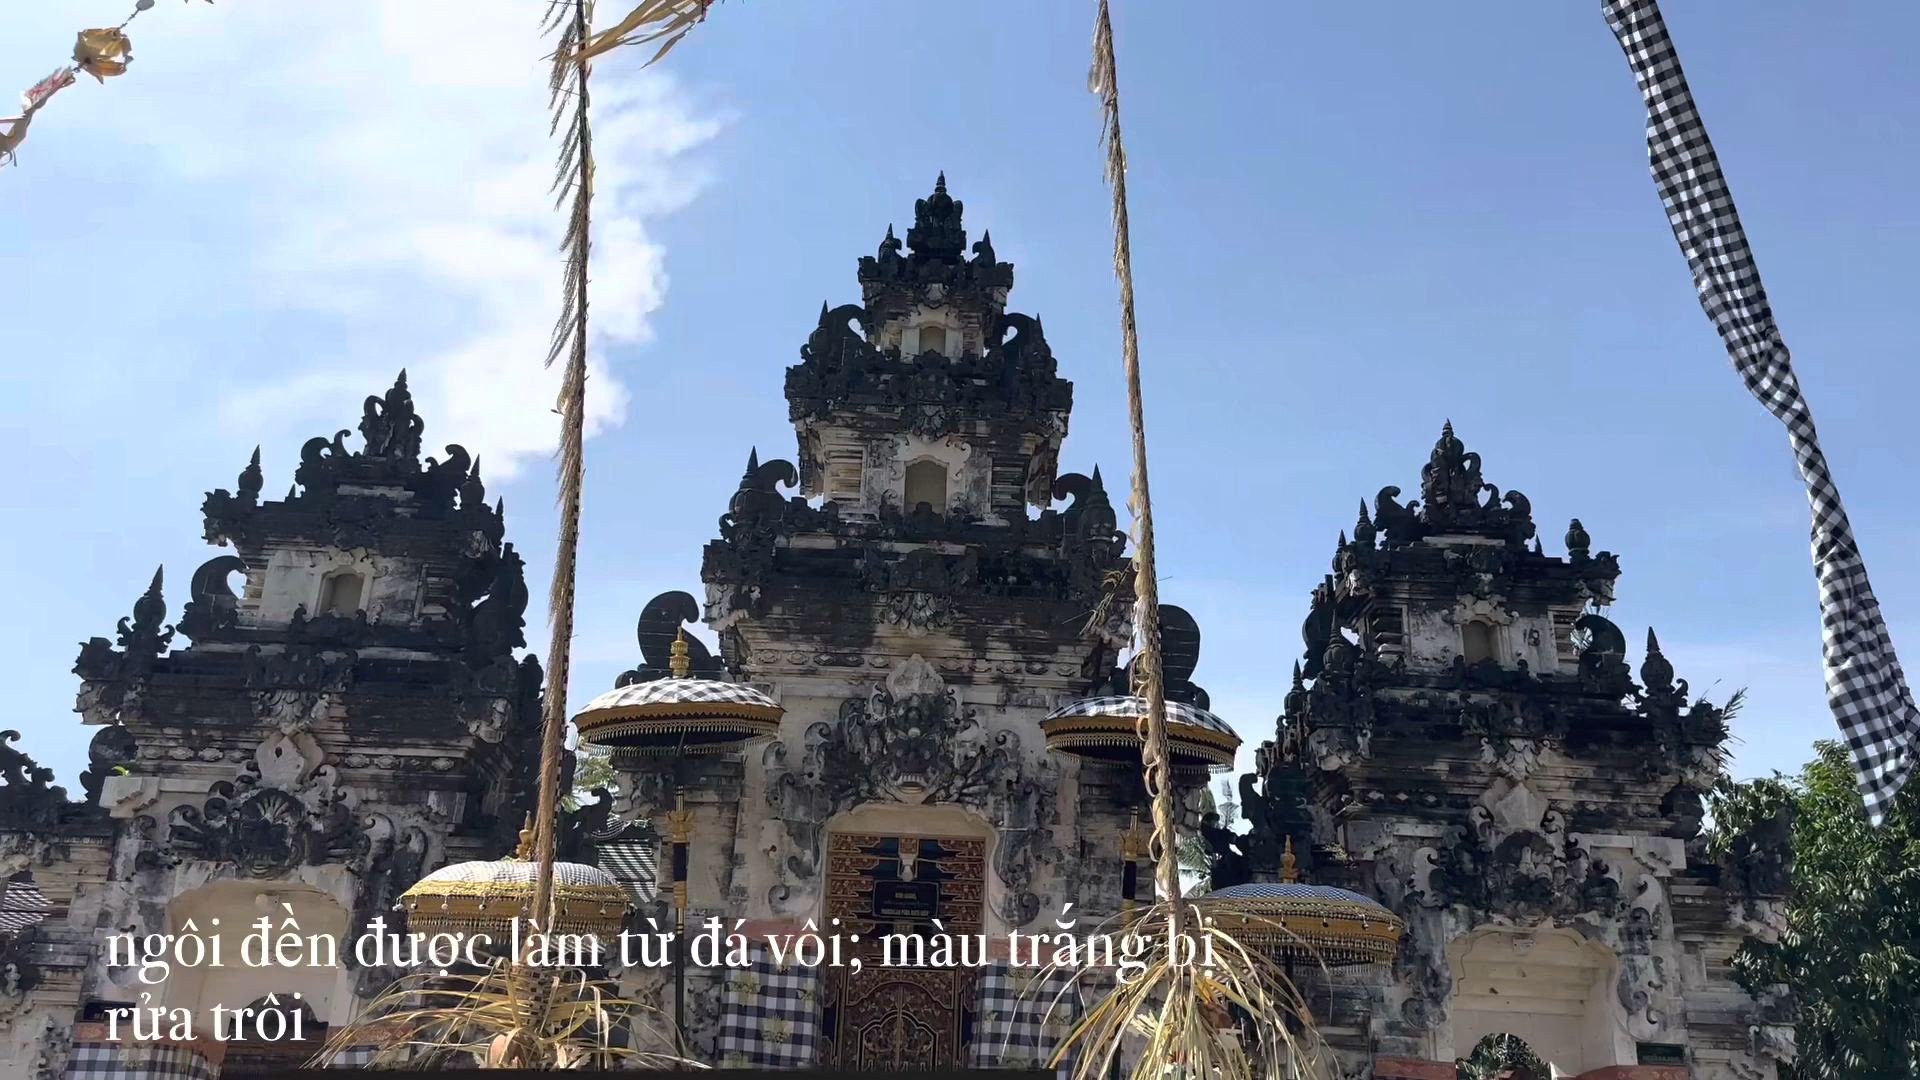 ngôi đền được làm từ đá vôi; màu trắng bị
rửa trôi